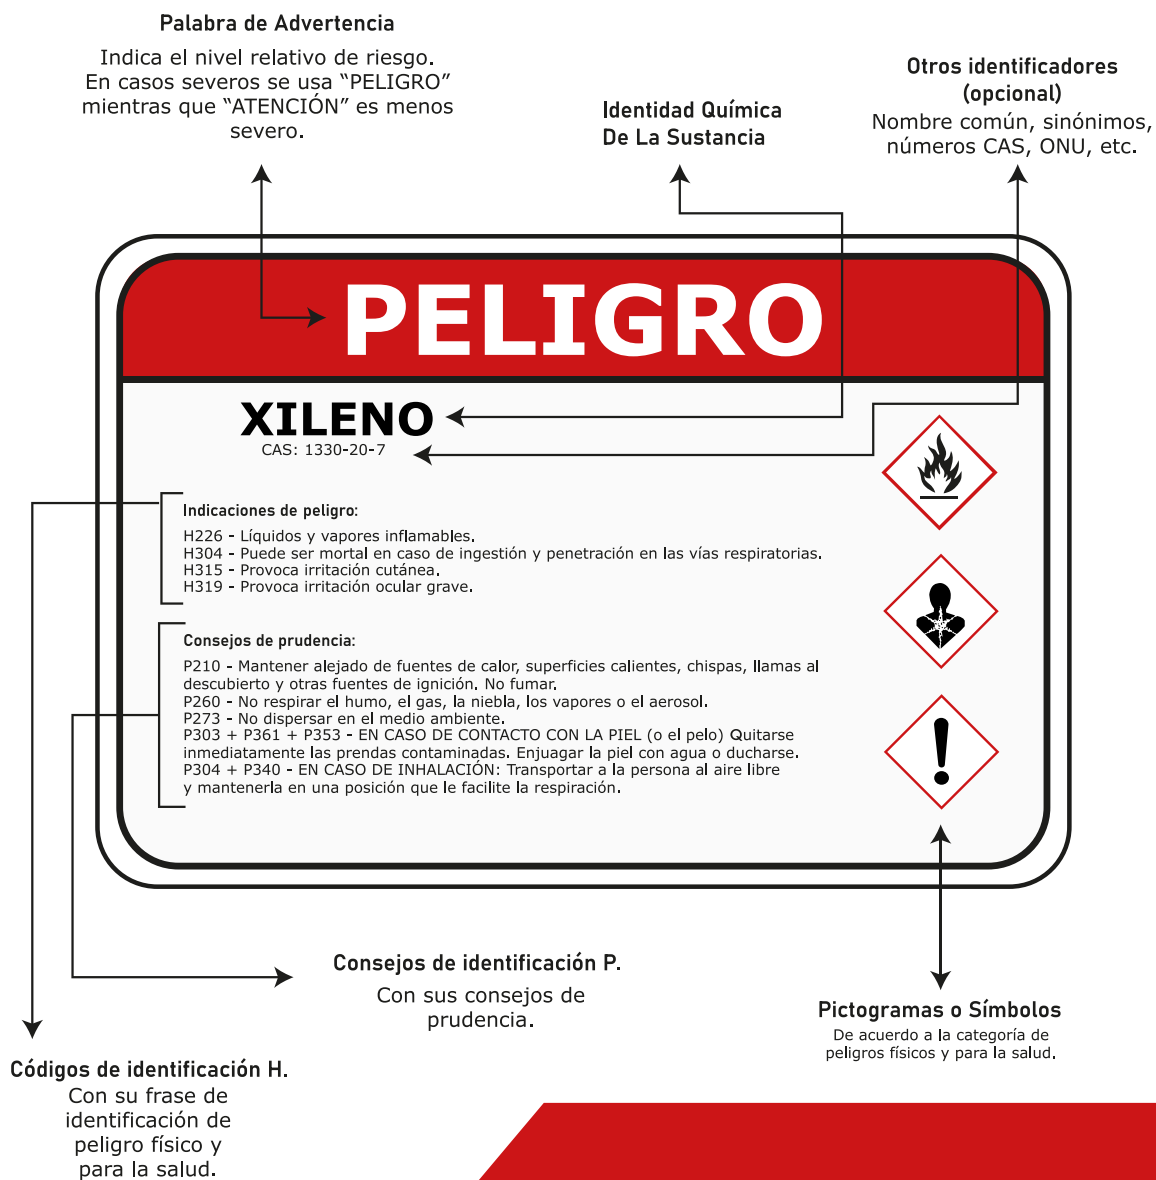 Palabra de Advertencia
Indica el nivel relativo de riesgo.
En casos severos se usa “PELIGRO”
mientras que “ATENCIÓN” es menos
severo.
Identidad Química
De La Sustancia
Otros identificadores
(opcional)
Nombre común, sinónimos,
números CAS, ONU, etc.
PELIGRO
XILENO
CAS: 1330-20-7
Indicaciones de peligro:
H226 - Líquidos y vapores inflamables.
H304 - Puede ser mortal en caso de ingestión y penetración en las vías respiratorias.
H315 - Provoca irritación cutánea.
H319 - Provoca irritación ocular grave.
Consejos de prudencia:
P210 - Mantener alejado de fuentes de calor, superficies calientes, chispas, llamas al
descubierto y otras fuentes de ignición. No fumar.
P260 - No respirar el humo, el gas, la niebla, los vapores o el aerosol.
P273 - No dispersar en el medio ambiente.
P303 + P361 + P353 - EN CASO DE CONTACTO CON LA PIEL (o el pelo) Quitarse
inmediatamente las prendas contaminadas. Enjuagar la piel con agua o ducharse.
P304 + P340 - EN CASO DE INHALACIÓN: Transportar a la persona al aire libre
y mantenerla en una posición que le facilite la respiración.
Consejos de identificación P.
Con sus consejos de
prudencia.
Pictogramas o Símbolos
De acuerdo a la categoría de
peligros físicos y para la salud.
Códigos de identificación H.
Con su frase de
identificación de
peligro físico y
para la salud.